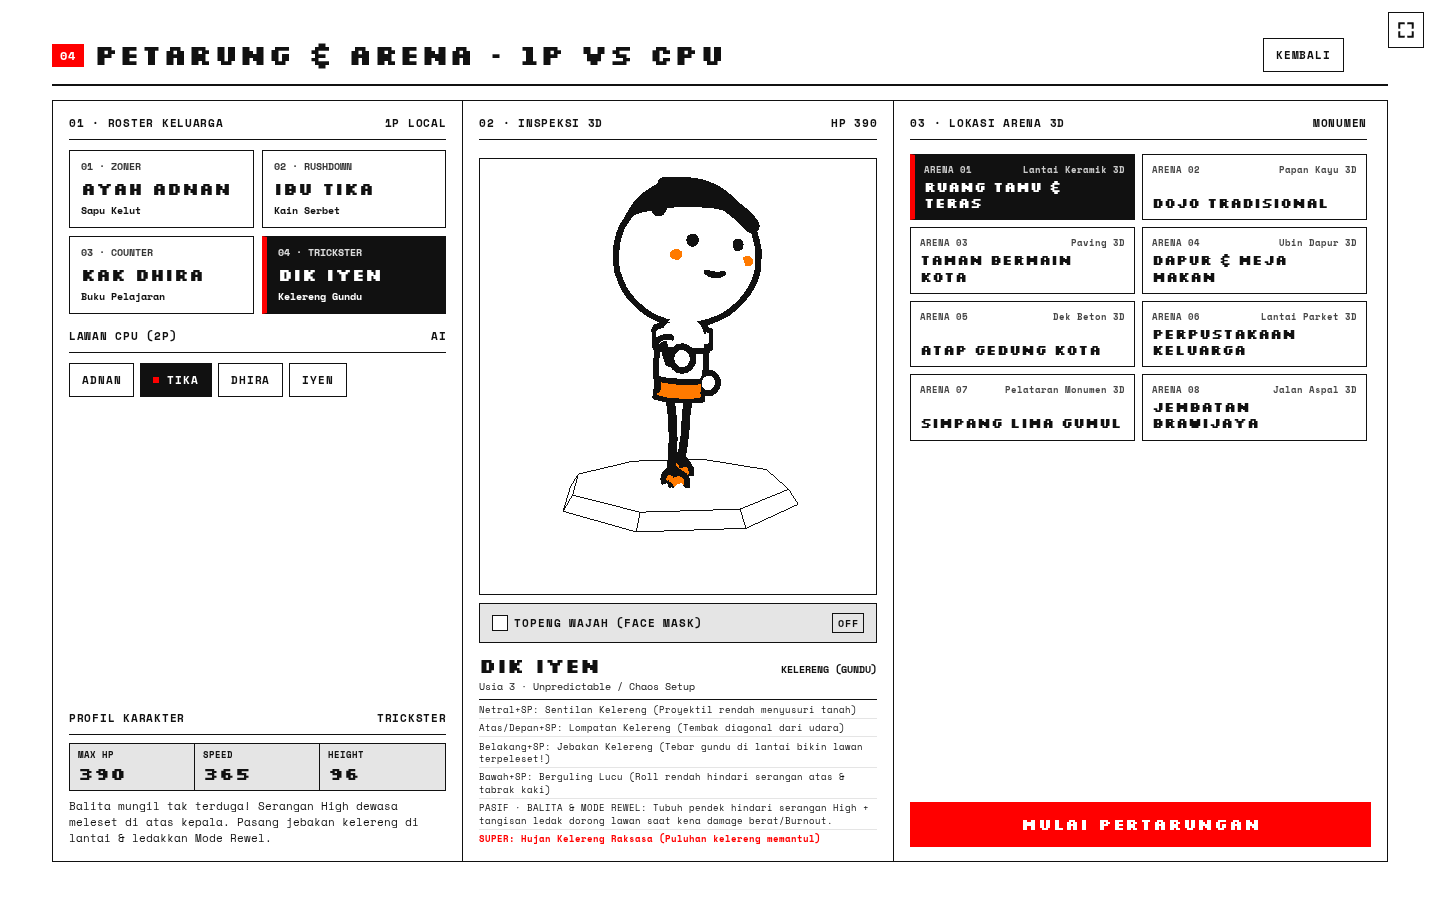 04 PETARUNG & ARENA - 1P VS CPU
KEMBALI
01 · ROSTER KELUARGA 1P LOCAL
01 · ZONER
AYAH ADNAN
Sapu Kelut
02 · RUSHDOWN
IBU TIKA
Kain Serbet
03 · COUNTER
KAK DHIRA
Buku Pelajaran
04 · TRICKSTER
DIK IYEN
Kelereng Gundu
LAWAN CPU (2P) AI
ADNAN TIKA DHIRA IYEN
PROFIL KARAKTER TRICKSTER
MAX HP
390
SPEED
365
HEIGHT
96
Balita mungil tak terduga! Serangan High dewasa
meleset di atas kepala. Pasang jebakan kelereng di
lantai & ledakkan Mode Rewel.
02 · INSPEKSI 3D HP 390
TOPENG WAJAH (FACE MASK) OFF
DIK IYEN KELERENG (GUNDU)
Usia 3 · Unpredictable / Chaos Setup
Netral+SP: Sentilan Kelereng (Proyektil rendah menyusuri tanah)
Atas/Depan+SP: Lompatan Kelereng (Tembak diagonal dari udara)
Belakang+SP: Jebakan Kelereng (Tebar gundu di lantai bikin lawan
terpeleset!)
Bawah+SP: Berguling Lucu (Roll rendah hindari serangan atas &
tabrak kaki)
PASIF · BALITA & MODE REWEL: Tubuh pendek hindari serangan High +
tangisan ledak dorong lawan saat kena damage berat/Burnout.
SUPER: Hujan Kelereng Raksasa (Puluhan kelereng memantul)
03 · LOKASI ARENA 3D MONUMEN
ARENA 01 Lantai Keramik 3D
RUANG TAMU &
TERAS
ARENA 02 Papan Kayu 3D
DOJO TRADISIONAL
ARENA 03 Paving 3D
TAMAN BERMAIN
KOTA
ARENA 04 Ubin Dapur 3D
DAPUR & MEJA
MAKAN
ARENA 05 Dek Beton 3D
ATAP GEDUNG KOTA
ARENA 06 Lantai Parket 3D
PERPUSTAKAAN
KELUARGA
ARENA 07 Pelataran Monumen 3D
SIMPANG LIMA GUMUL
ARENA 08 Jalan Aspal 3D
JEMBATAN
BRAWIJAYA
MULAI PERTARUNGAN